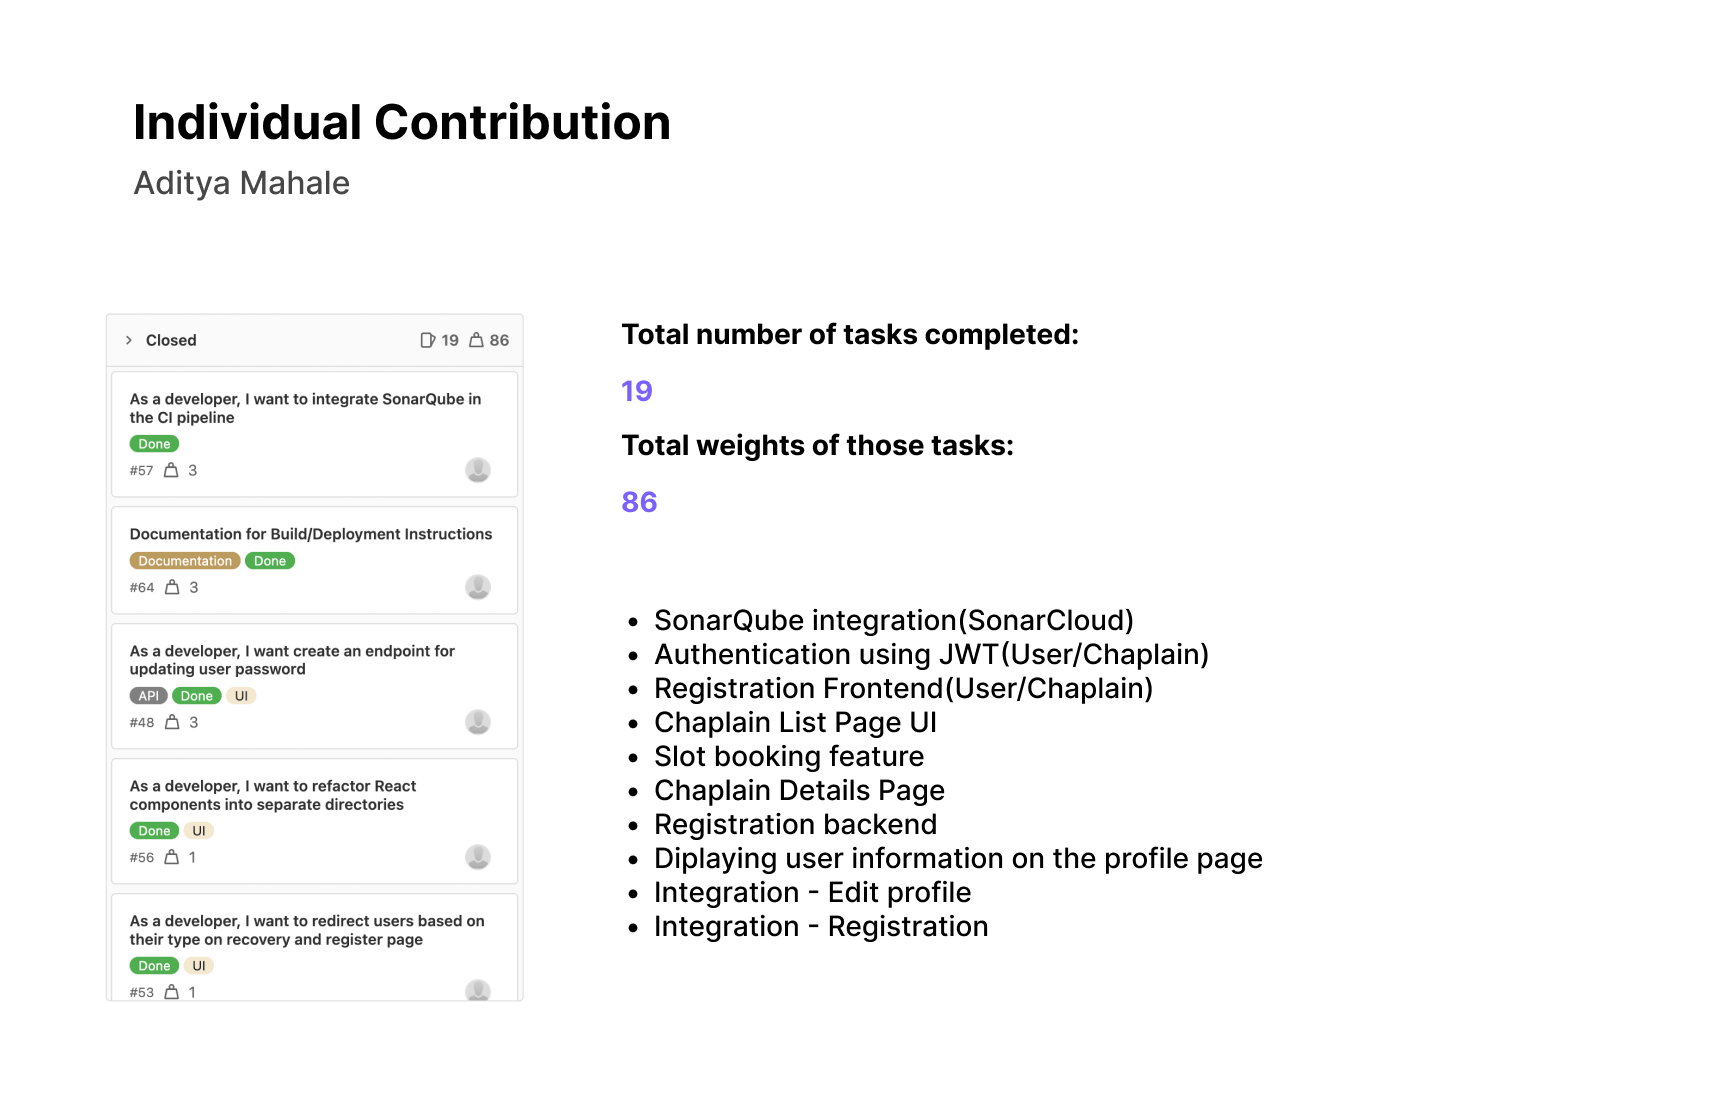 Individual Contribution
Aditya Mahale
Closed 19 86
As a developer, I want to integrate SonarQube in
the CI pipeline
Done
#57 3
Documentation for Build/Deployment Instructions
Documentation Done
#64 3
As a developer, I want create an endpoint for
updating user password
API Done UI
#48 3
As a developer, I want to refactor React
components into separate directories
Done UI
#56 1
As a developer, I want to redirect users based on
their type on recovery and register page
Done UI
#53 1
Total number of tasks completed:
19
Total weights of those tasks:
86
• SonarQube integration(SonarCloud)
• Authentication using JWT(User/Chaplain)
• Registration Frontend(User/Chaplain)
• Chaplain List Page UI
• Slot booking feature
• Chaplain Details Page
• Registration backend
• Diplaying user information on the profile page
• Integration - Edit profile
• Integration - Registration